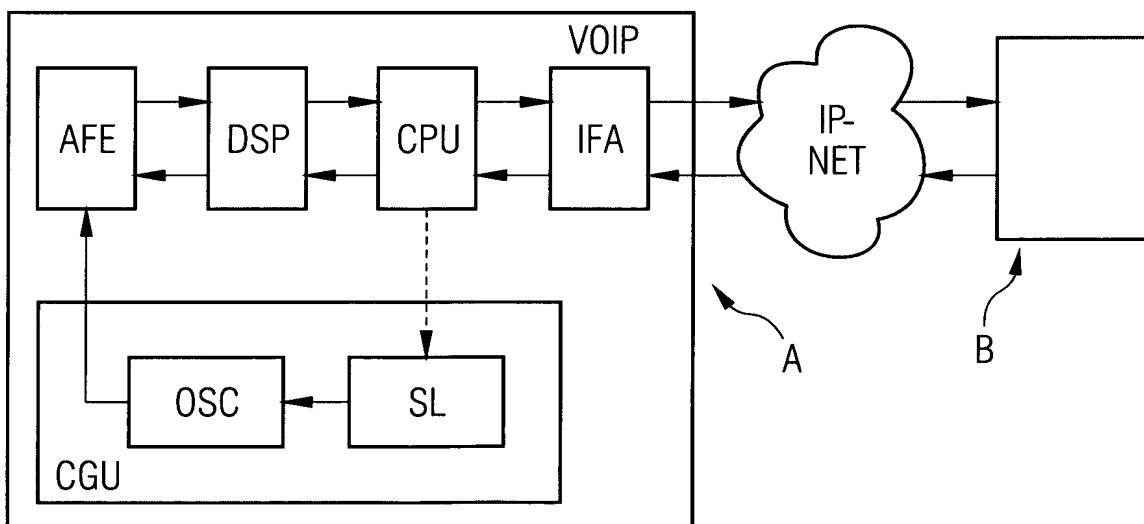 VOIP
AFE
DSP
CPU
IFA
IP-
NET
A
B
OSC
SL
CGU